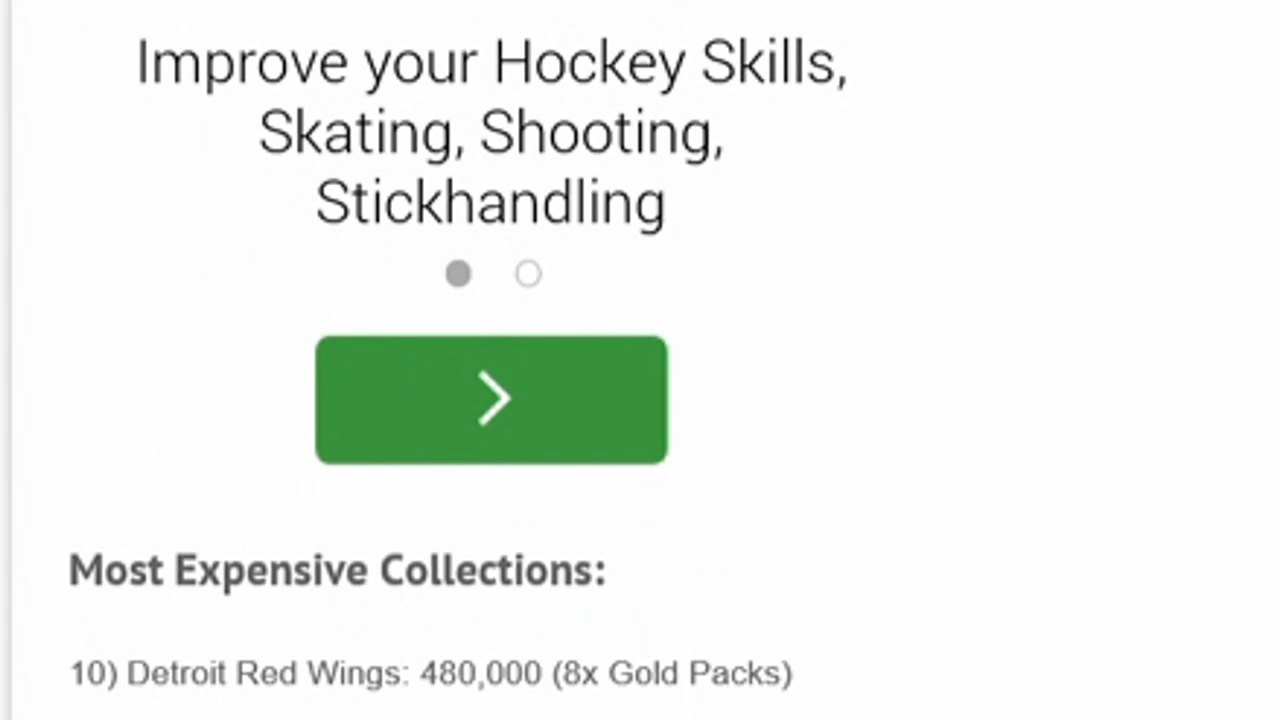 Improve your Hockey Skills,
Skating, Shooting,
Stickhandling
Most Expensive Collections:
10) Detroit Red Wings: 480,000 (8x Gold Packs)